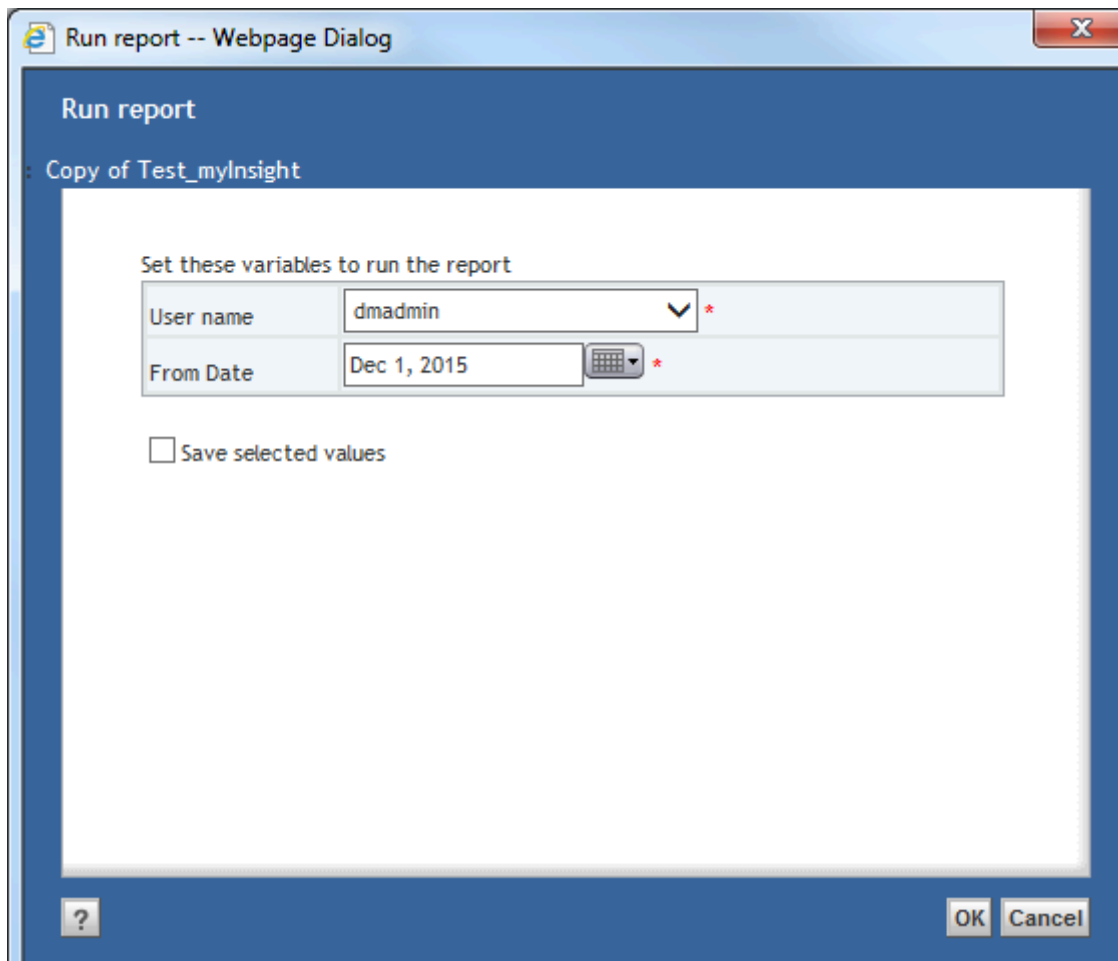 Run report -- Webpage Dialog
X
Run report
: Copy of Test_myInsight
Set these variables to run the report
User name dmadmin *
From Date Dec 1, 2015 *
Save selected values
? OK Cancel